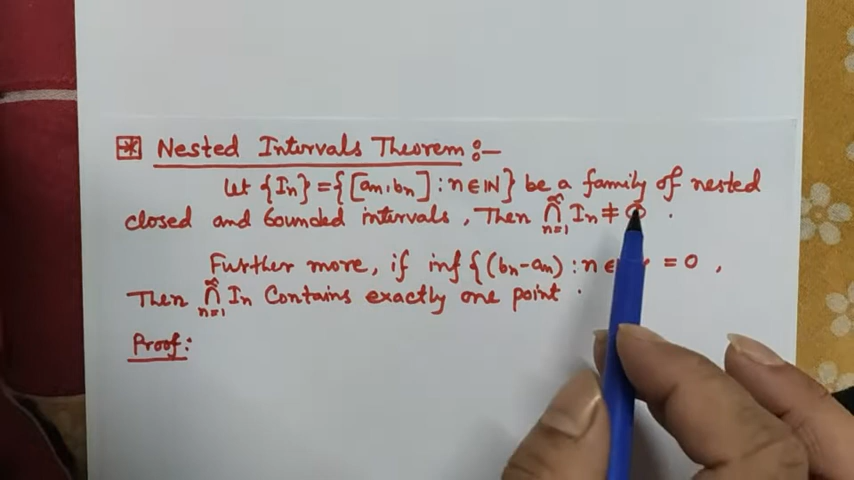 * Nested Intervals Theorem :-
Let {In} = {[an, bn] : n ∈ ℕ} be a family of nested
closed and bounded intervals, Then ∞⋂n=1 In ≠ .
Further more, if inf {(bn - an) : n ∈ = 0 ,
Then ∞⋂n=1 In Contains exactly one point .
Proof: